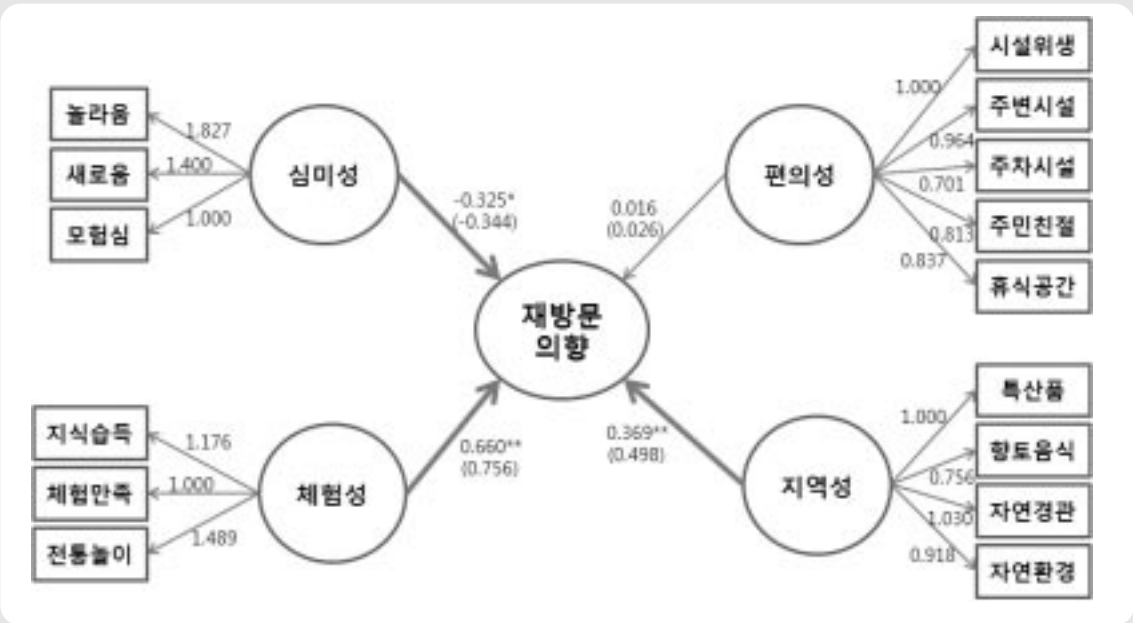 시설위생
1.000
놀라움
주변시설
1.827
0.964
새로움
1.400
심미성
편의성
주차시설
0.701
모험심
1.000
-0.325*
(-0.344)
0.016
(0.026)
0.813
주민친절
0.837
휴식공간
재방문
의향
특산품
1.000
지식습득
1.176
0.660**
(0.756)
0.369**
(0.498)
향토음식
0.756
체험만족
1.000
체험성
지역성
자연경관
1.030
전통놀이
1.489
0.918
자연환경